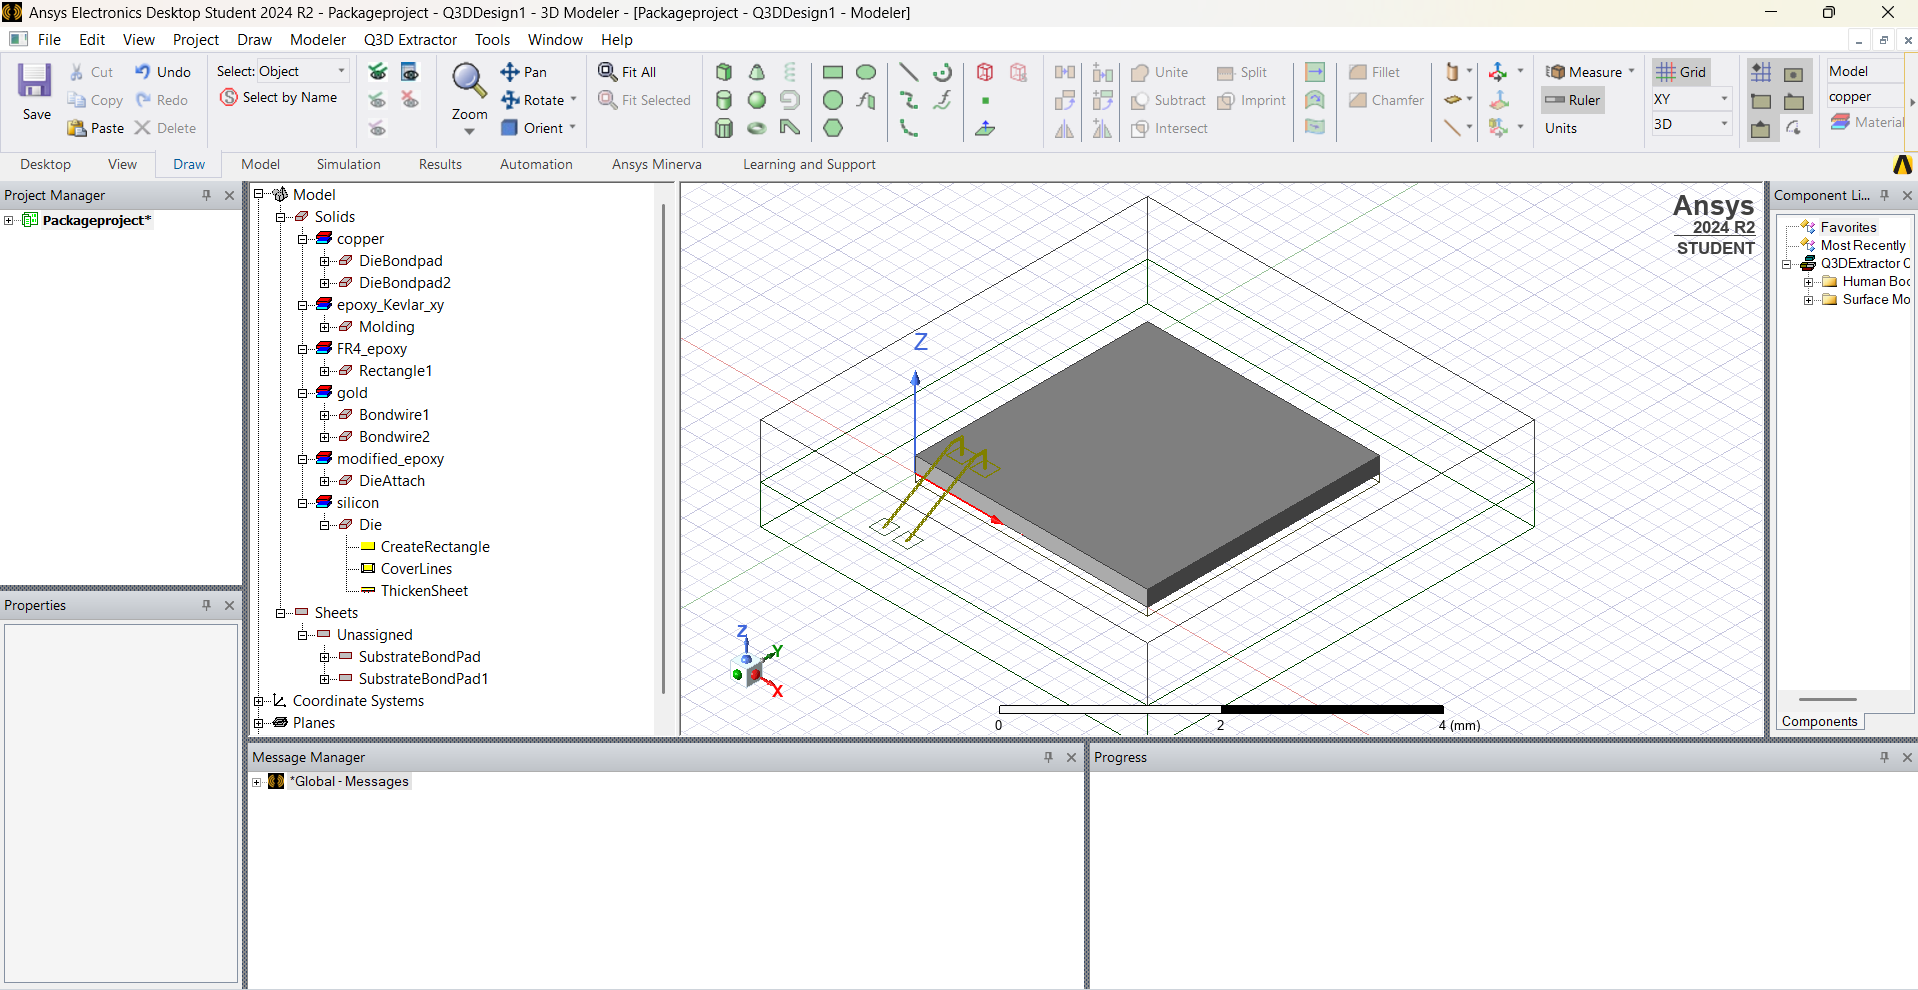 Ansys Electronics Desktop Student 2024 R2 - Packageproject - Q3DDesign1 - 3D Modeler - [Packageproject - Q3DDesign1 - Modeler]
File Edit View Project Draw Modeler Q3D Extractor Tools Window Help
Save
Cut
Copy
Paste
Undo
Redo
Delete
Select: Object
Select by Name
Zoom
Pan
Rotate
Orient
Fit All
Fit Selected
Unite
Subtract
Intersect
Split
Imprint
Fillet
Chamfer
Measure
Ruler
Units
Grid
XY
3D
Model
copper
Material
Desktop View Draw Model Simulation Results Automation Ansys Minerva Learning and Support
Project Manager
Packageproject*
Properties
Model
Solids
copper
DieBondpad
DieBondpad2
epoxy_Kevlar_xy
Molding
FR4_epoxy
Rectangle1
gold
Bondwire1
Bondwire2
modified_epoxy
DieAttach
silicon
Die
CreateRectangle
CoverLines
ThickenSheet
Sheets
Unassigned
SubstrateBondPad
SubstrateBondPad1
Coordinate Systems
Planes
Ansys
2024 R2
STUDENT
Z
Z
Y
X
0 2 4 (mm)
Component Li...
Favorites
Most Recently
Q3DExtractor C
Human Boo
Surface Mo
Components
Message Manager
*Global - Messages
Progress